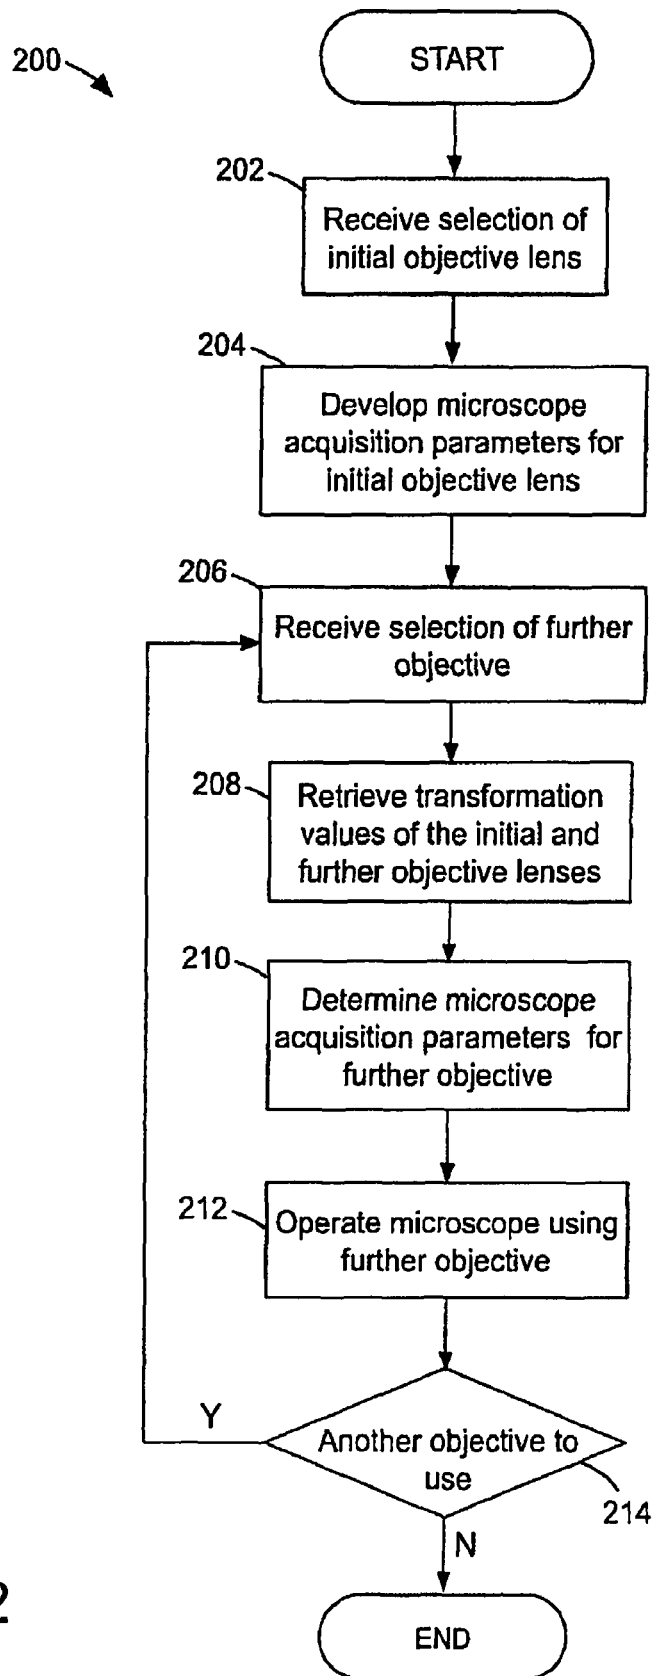 START
200
202
Receive selection of
initial objective lens
204
Develop microscope
acquisition parameters for
initial objective lens
206
Receive selection of further
objective
208
Retrieve transformation
values of the initial and
further objective lenses
210
Determine microscope
acquisition parameters for
further objective
212
Operate microscope using
further objective
Y
Another objective to
use
214
N
2
END